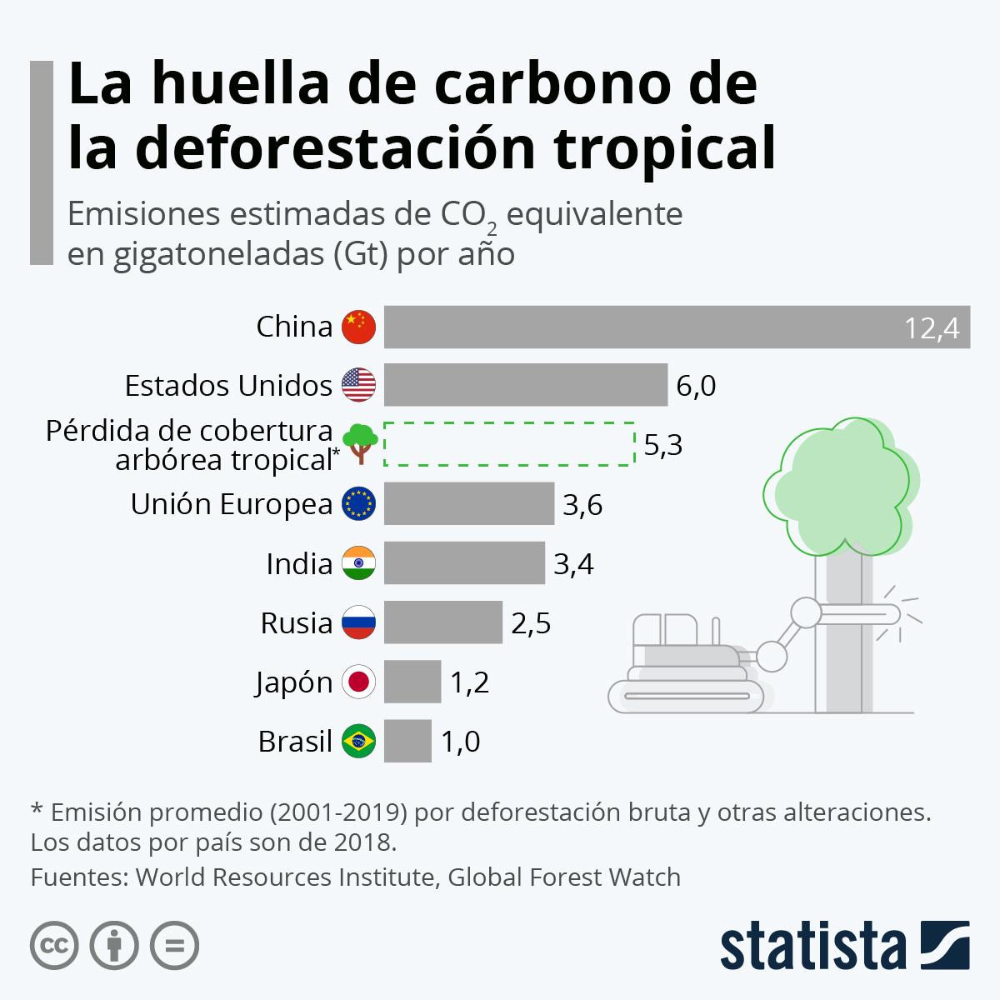 La huella de carbono de
la deforestación tropical
Emisiones estimadas de CO₂ equivalente
en gigatoneladas (Gt) por año
China 12,4
Estados Unidos 6,0
Pérdida de cobertura
arbórea tropical* 5,3
Unión Europea 3,6
India 3,4
Rusia 2,5
Japón 1,2
Brasil 1,0
* Emisión promedio (2001-2019) por deforestación bruta y otras alteraciones.
Los datos por país son de 2018.
Fuentes: World Resources Institute, Global Forest Watch
cc
statista